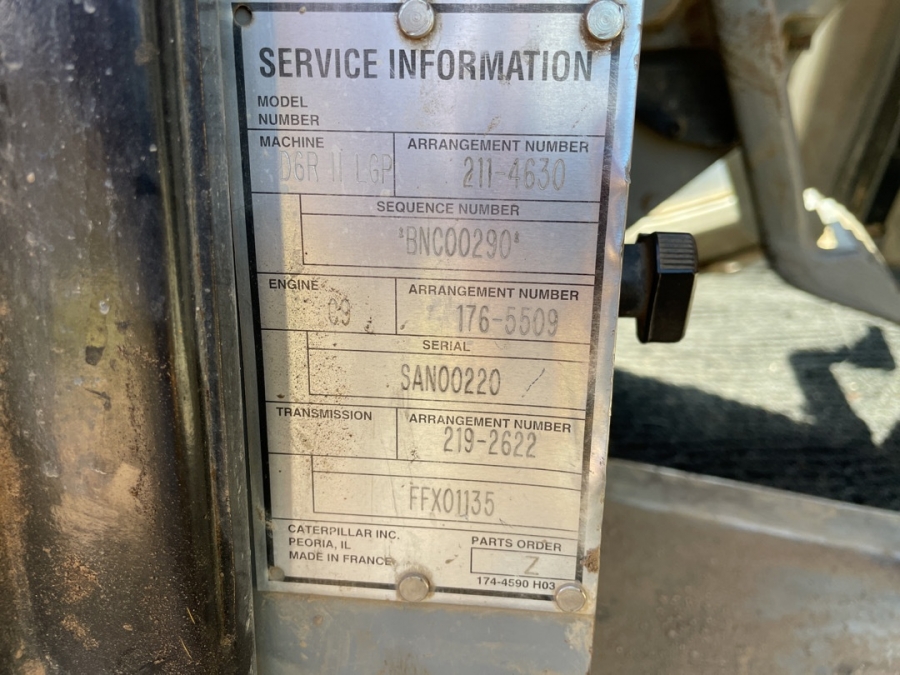 SERVICE INFORMATION
MODEL
NUMBER
MACHINE
ARRANGEMENT NUMBER
D6R II LGP
211-4630
SEQUENCE NUMBER
*BNC00290*
ENGINE
ARRANGEMENT NUMBER
C9
176-5509
SERIAL
SAN00220
TRANSMISSION
ARRANGEMENT NUMBER
219-2622
FFX01135
CATERPILLAR INC.
PEORIA, IL
MADE IN FRANCE
PARTS ORDER
Z
174-4590 H03